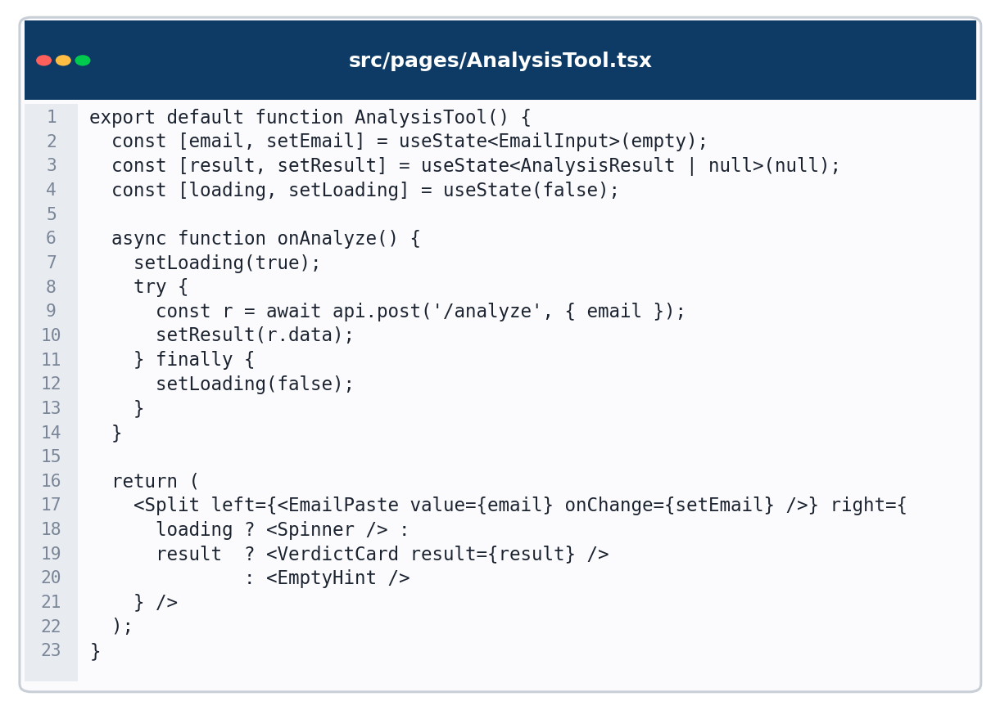 src/pages/AnalysisTool.tsx
1 export default function AnalysisTool() {
2   const [email, setEmail] = useState<EmailInput>(empty);
3   const [result, setResult] = useState<AnalysisResult | null>(null);
4   const [loading, setLoading] = useState(false);
5
6   async function onAnalyze() {
7     setLoading(true);
8     try {
9       const r = await api.post('/analyze', { email });
10       setResult(r.data);
11     } finally {
12       setLoading(false);
13     }
14   }
15
16   return (
17     <Split left={<EmailPaste value={email} onChange={setEmail} />} right={
18       loading ? <Spinner /> :
19       result  ? <VerdictCard result={result} />
20               : <EmptyHint />
21     } />
22   );
23 }